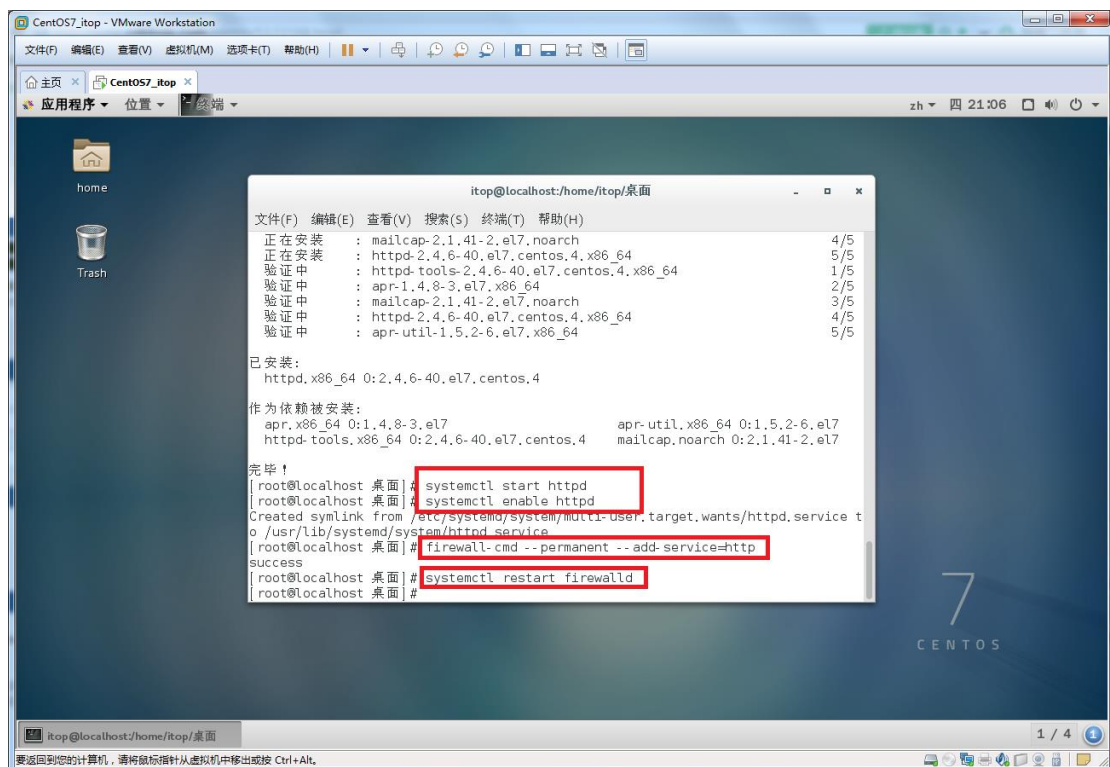 CentOS7_itop - VMware Workstation
文件(F) 编辑(E) 查看(V) 虚拟机(M) 选项卡(T) 帮助(H)
主页 CentOS7_itop
应用程序 位置 终端 zh 四 21:06
home
Trash
itop@localhost:/home/itop/桌面
文件(F) 编辑(E) 查看(V) 搜索(S) 终端(T) 帮助(H)
正在安装 : mailcap-2.1.41-2.el7.noarch 4/5
正在安装 : httpd-2.4.6-40.el7.centos.4.x86_64 5/5
验证中 : httpd-tools-2.4.6-40.el7.centos.4.x86_64 1/5
验证中 : apr-1.4.8-3.el7.x86_64 2/5
验证中 : mailcap-2.1.41-2.el7.noarch 3/5
验证中 : httpd-2.4.6-40.el7.centos.4.x86_64 4/5
验证中 : apr-util-1.5.2-6.el7.x86_64 5/5
已安装:
httpd.x86_64 0:2.4.6-40.el7.centos.4
作为依赖被安装:
apr.x86_64 0:1.4.8-3.el7 apr-util.x86_64 0:1.5.2-6.el7
httpd-tools.x86_64 0:2.4.6-40.el7.centos.4 mailcap.noarch 0:2.1.41-2.el7
完毕！
[root@localhost 桌面]# systemctl start httpd
[root@localhost 桌面]# systemctl enable httpd
Created symlink from /etc/systemd/system/multi-user.target.wants/httpd.service t
o /usr/lib/systemd/system/httpd.service.
[root@localhost 桌面]# firewall-cmd --permanent --add-service=http
success
[root@localhost 桌面]# systemctl restart firewalld
[root@localhost 桌面]#
7
CENTOS
itop@localhost:/home/itop/桌面 1 / 4 1
要返回到您的计算机，请将鼠标指针从虚拟机中移出或按 Ctrl+Alt。